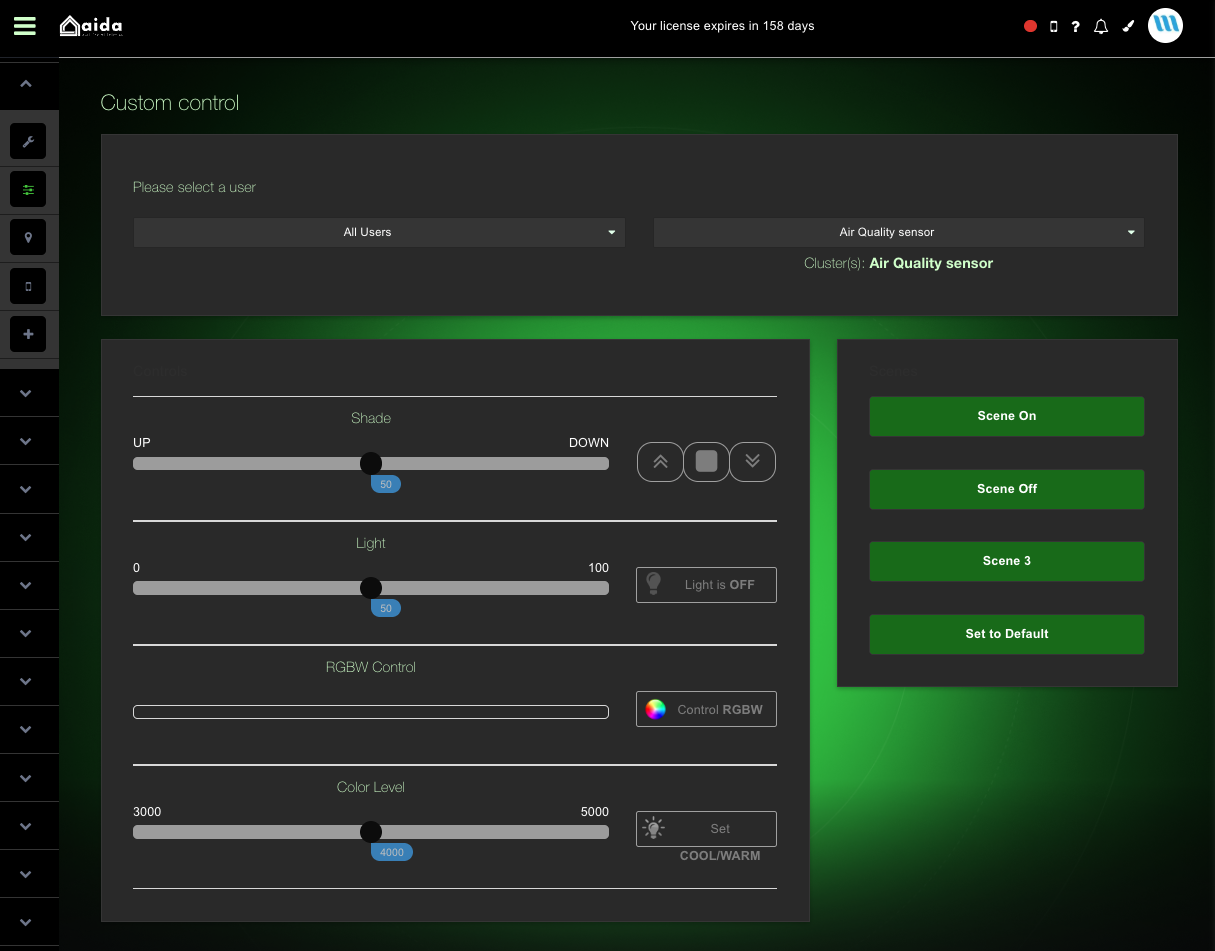 aida
Your license expires in 158 days
?
Custom control
Please select a user
All Users
Air Quality sensor
Cluster(s): Air Quality sensor
Controls
Scenes
Shade
UP
DOWN
50
Scene On
Scene Off
Light
0
100
50
Light is OFF
Scene 3
Set to Default
RGBW Control
Control RGBW
Color Level
3000
5000
4000
Set
COOL/WARM